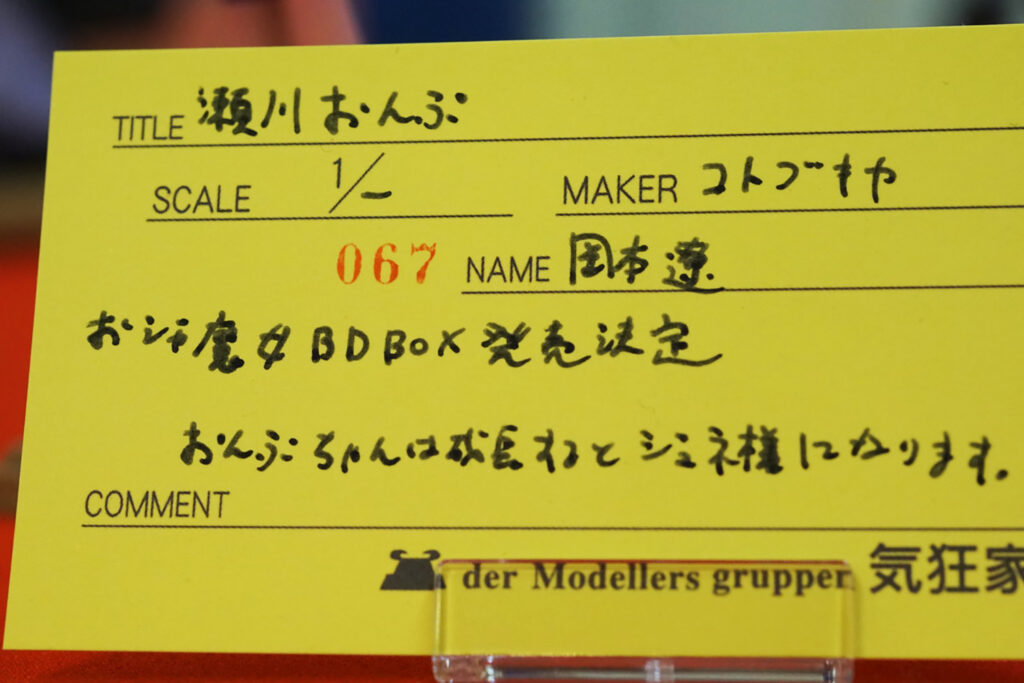 TITLE 瀬川おんぷ
SCALE 1/ー MAKER コトブキヤ
067 NAME 岡本遼
おジャ魔女BDBOX発売決定
おんぷちゃんは成長するとシュネ様になります。
COMMENT
der Modellers grupper 気狂家